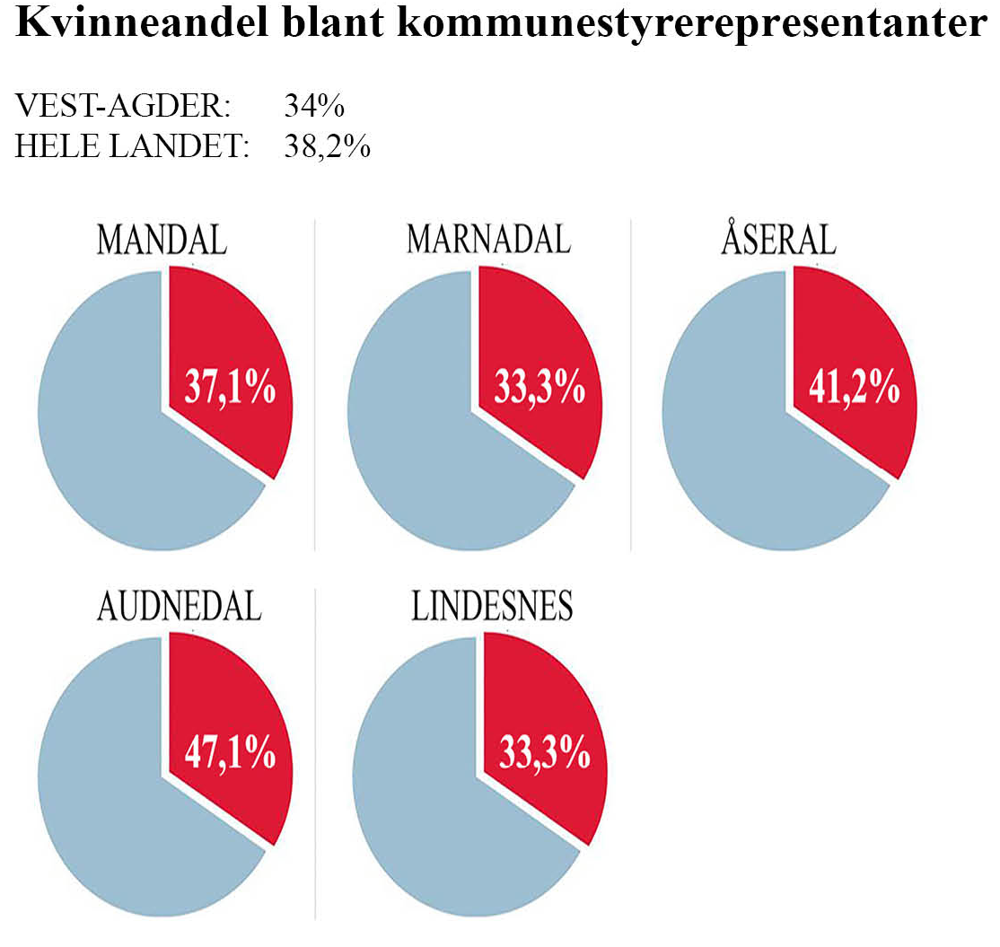 Kvinneandel blant kommunestyrerepresentanter
VEST-AGDER: 34%
HELE LANDET: 38,2%
MANDAL
37,1%
MARNADAL
33,3%
ÅSERAL
41,2%
AUDNEDAL
47,1%
LINDESNES
33,3%